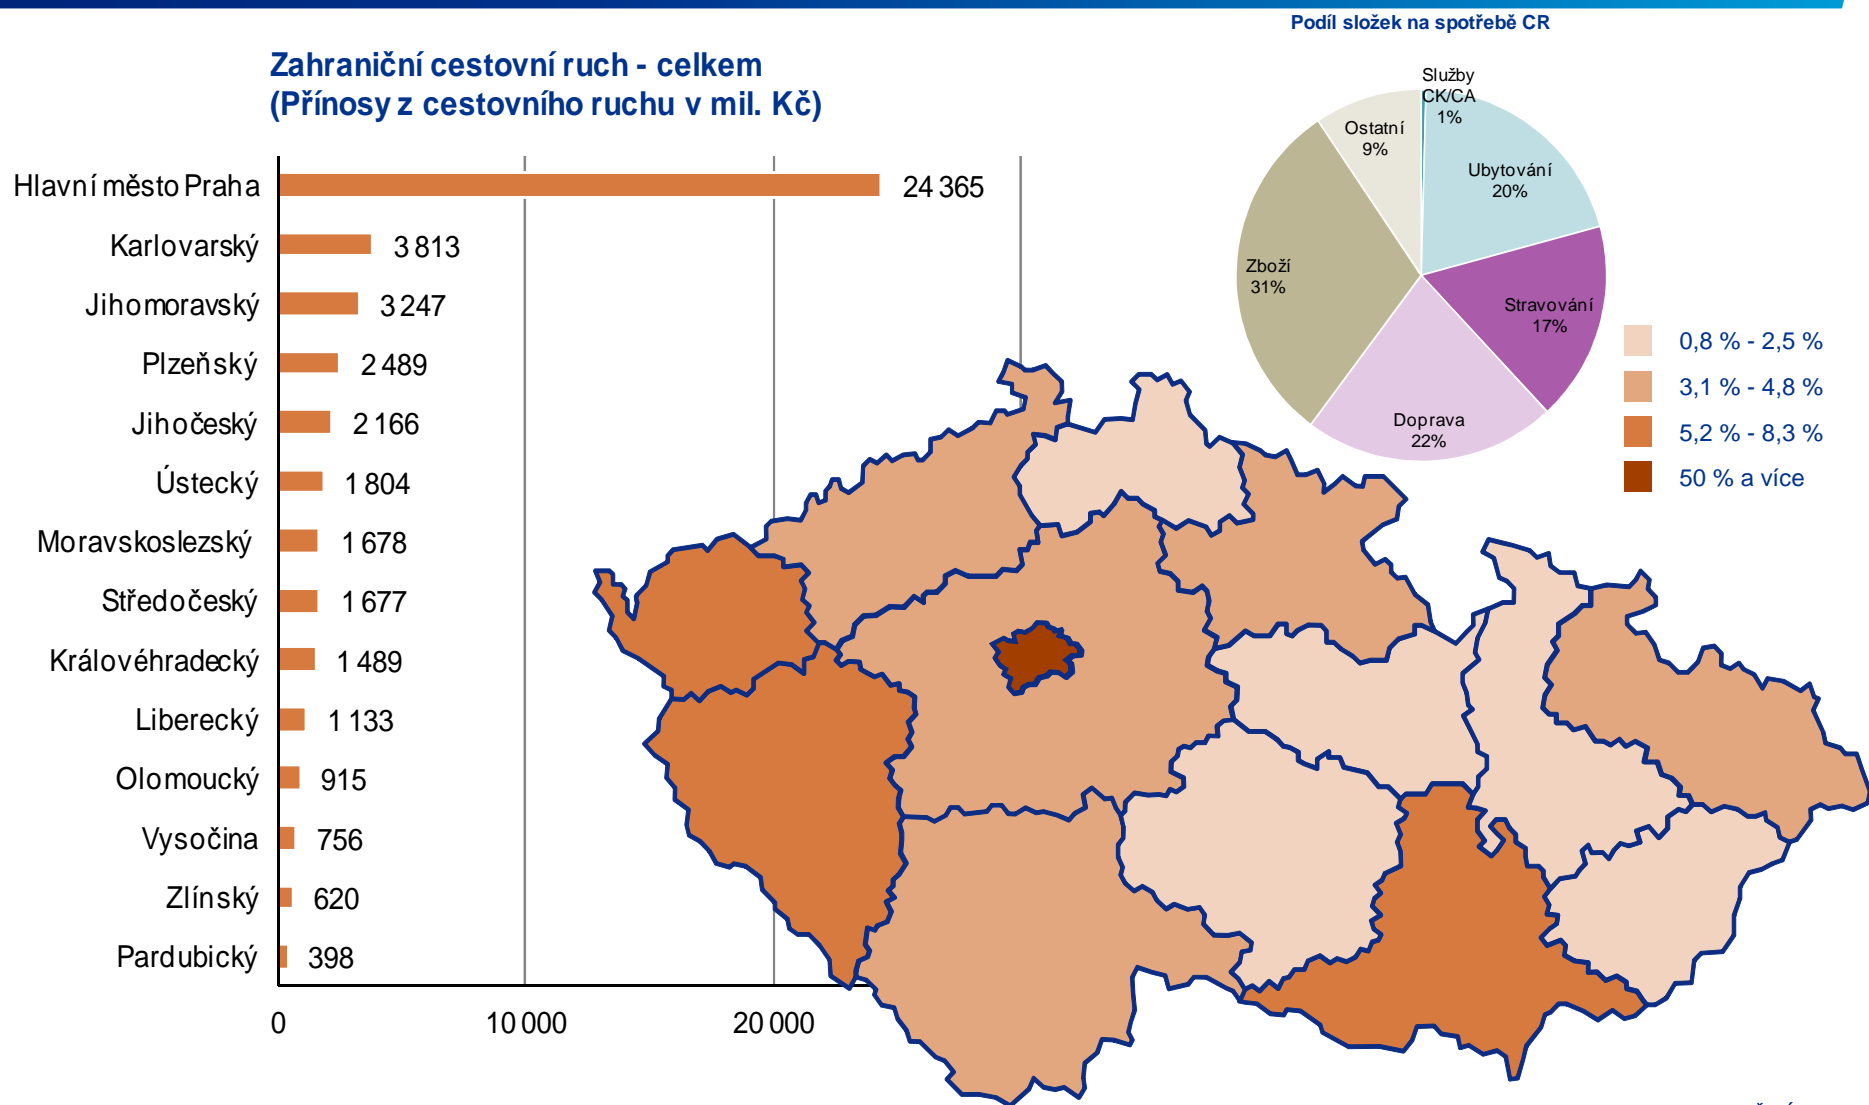 Podíl složek na spotřebě CR
Zahraniční cestovní ruch - celkem
(Přínosy z cestovního ruchu v mil. Kč)
Hlavní město Praha 24 365
Karlovarský 3 813
Jihomoravský 3 247
Plzeňský 2 489
Jihočeský 2 166
Ústecký 1 804
Moravskoslezský 1 678
Středočeský 1 677
Královéhradecký 1 489
Liberecký 1 133
Olomoucký 915
Vysočina 756
Zlínský 620
Pardubický 398
0 10 000 20 000
Služby
CK/CA
1%
Ostatní
9%
Ubytování
20%
Zboží
31%
Stravování
17%
Doprava
22%
0,8 % - 2,5 %
3,1 % - 4,8 %
5,2 % - 8,3 %
50 % a více